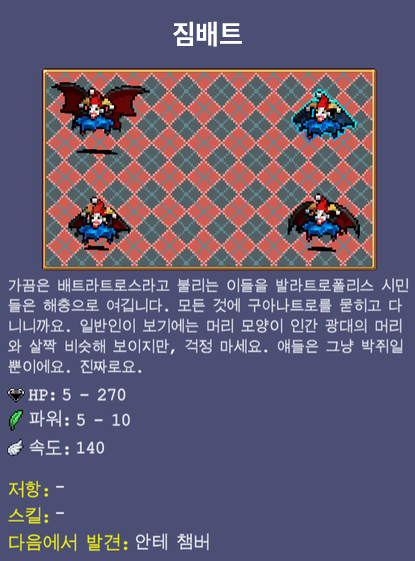 짐배트
가끔은 배트라트로스라고 불리는 이들을 발라트로폴리스 시민
들은 해충으로 여깁니다. 모든 것에 구아나트로를 묻히고 다
니니까요. 일반인이 보기에는 머리 모양이 인간 광대의 머리
와 살짝 비슷해 보이지만, 걱정 마세요. 얘들은 그냥 박쥐일
뿐이에요. 진짜로요.
HP: 5 - 270
파워: 5 - 10
속도: 140
저항: -
스킬: -
다음에서 발견: 안테 챔버